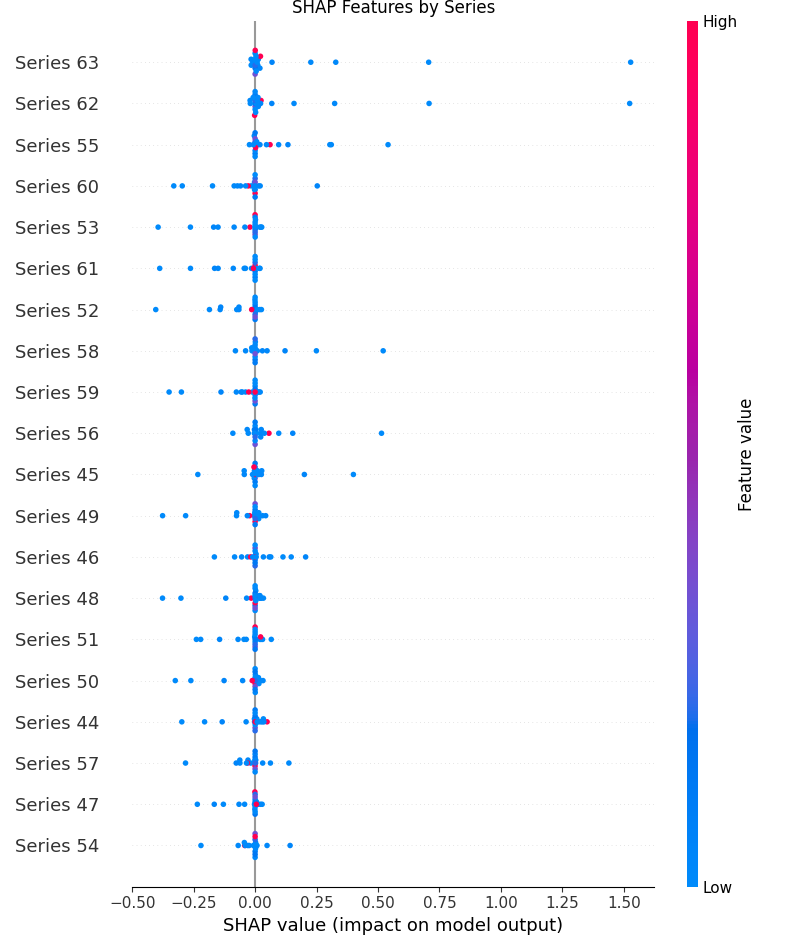 SHAP Features by Series
High
Series 63
Series 62
Series 55
Series 60
Series 53
Series 61
Series 52
Series 58
Series 59
Series 56
Series 45
Series 49
Series 46
Series 48
Series 51
Series 50
Series 44
Series 57
Series 47
Series 54
Feature value
Low
−0.50 −0.25 0.00 0.25 0.50 0.75 1.00 1.25 1.50
SHAP value (impact on model output)